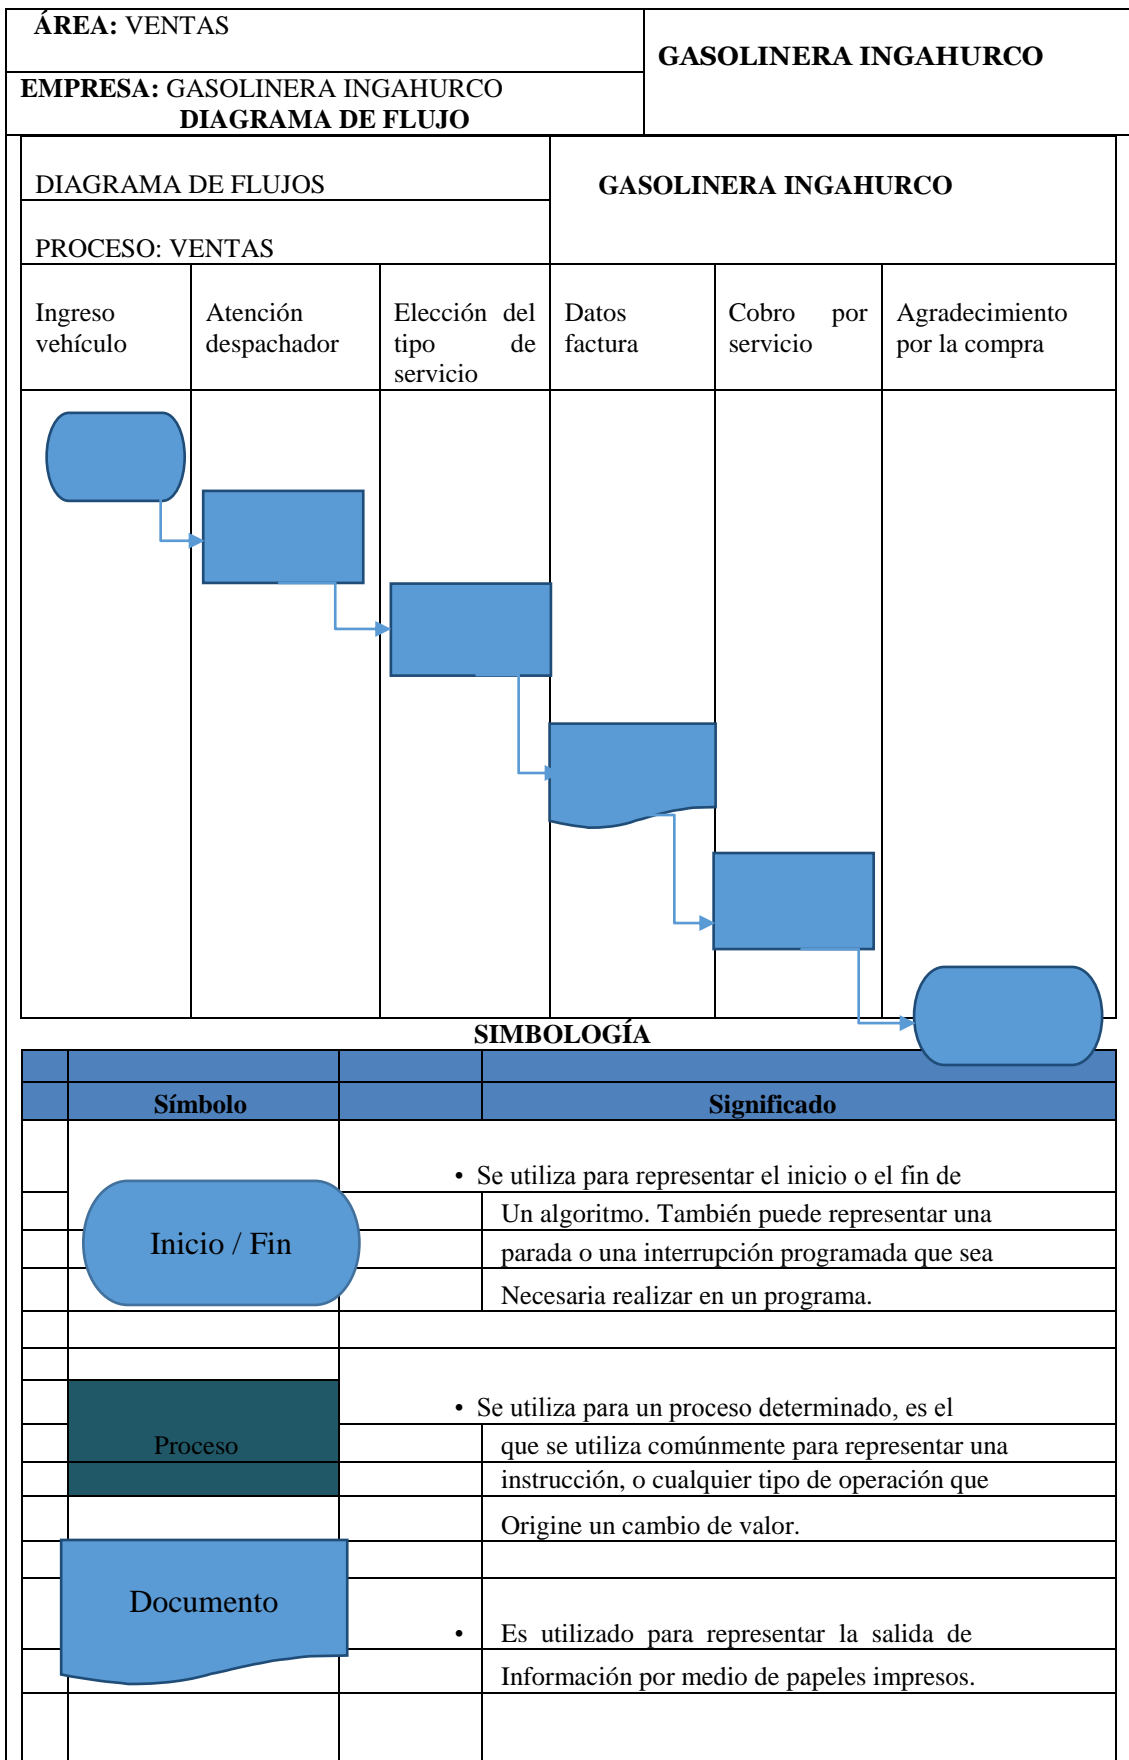 ÁREA: VENTAS
GASOLINERA INGAHURCO
EMPRESA: GASOLINERA INGAHURCO
DIAGRAMA DE FLUJO
DIAGRAMA DE FLUJOS
GASOLINERA INGAHURCO
PROCESO: VENTAS
Ingreso
vehículo
Atención
despachador
Elección del
tipo de
servicio
Datos
factura
Cobro por
servicio
Agradecimiento
por la compra
SIMBOLOGÍA
Símbolo
Significado
Inicio / Fin
• Se utiliza para representar el inicio o el fin de
Un algoritmo. También puede representar una
parada o una interrupción programada que sea
Necesaria realizar en un programa.
Proceso
• Se utiliza para un proceso determinado, es el
que se utiliza comúnmente para representar una
instrucción, o cualquier tipo de operación que
Origine un cambio de valor.
Documento
• Es utilizado para representar la salida de
Información por medio de papeles impresos.